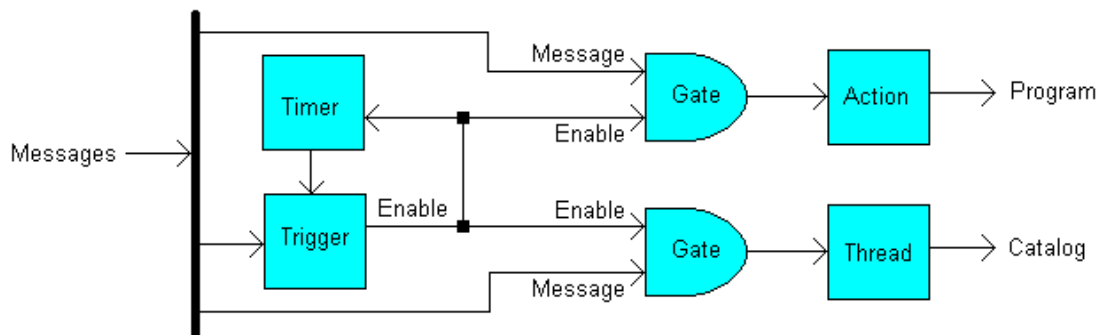 Message
Timer
Gate
Action
Program
Enable
Messages
Enable
Enable
Trigger
Gate
Thread
Catalog
Message